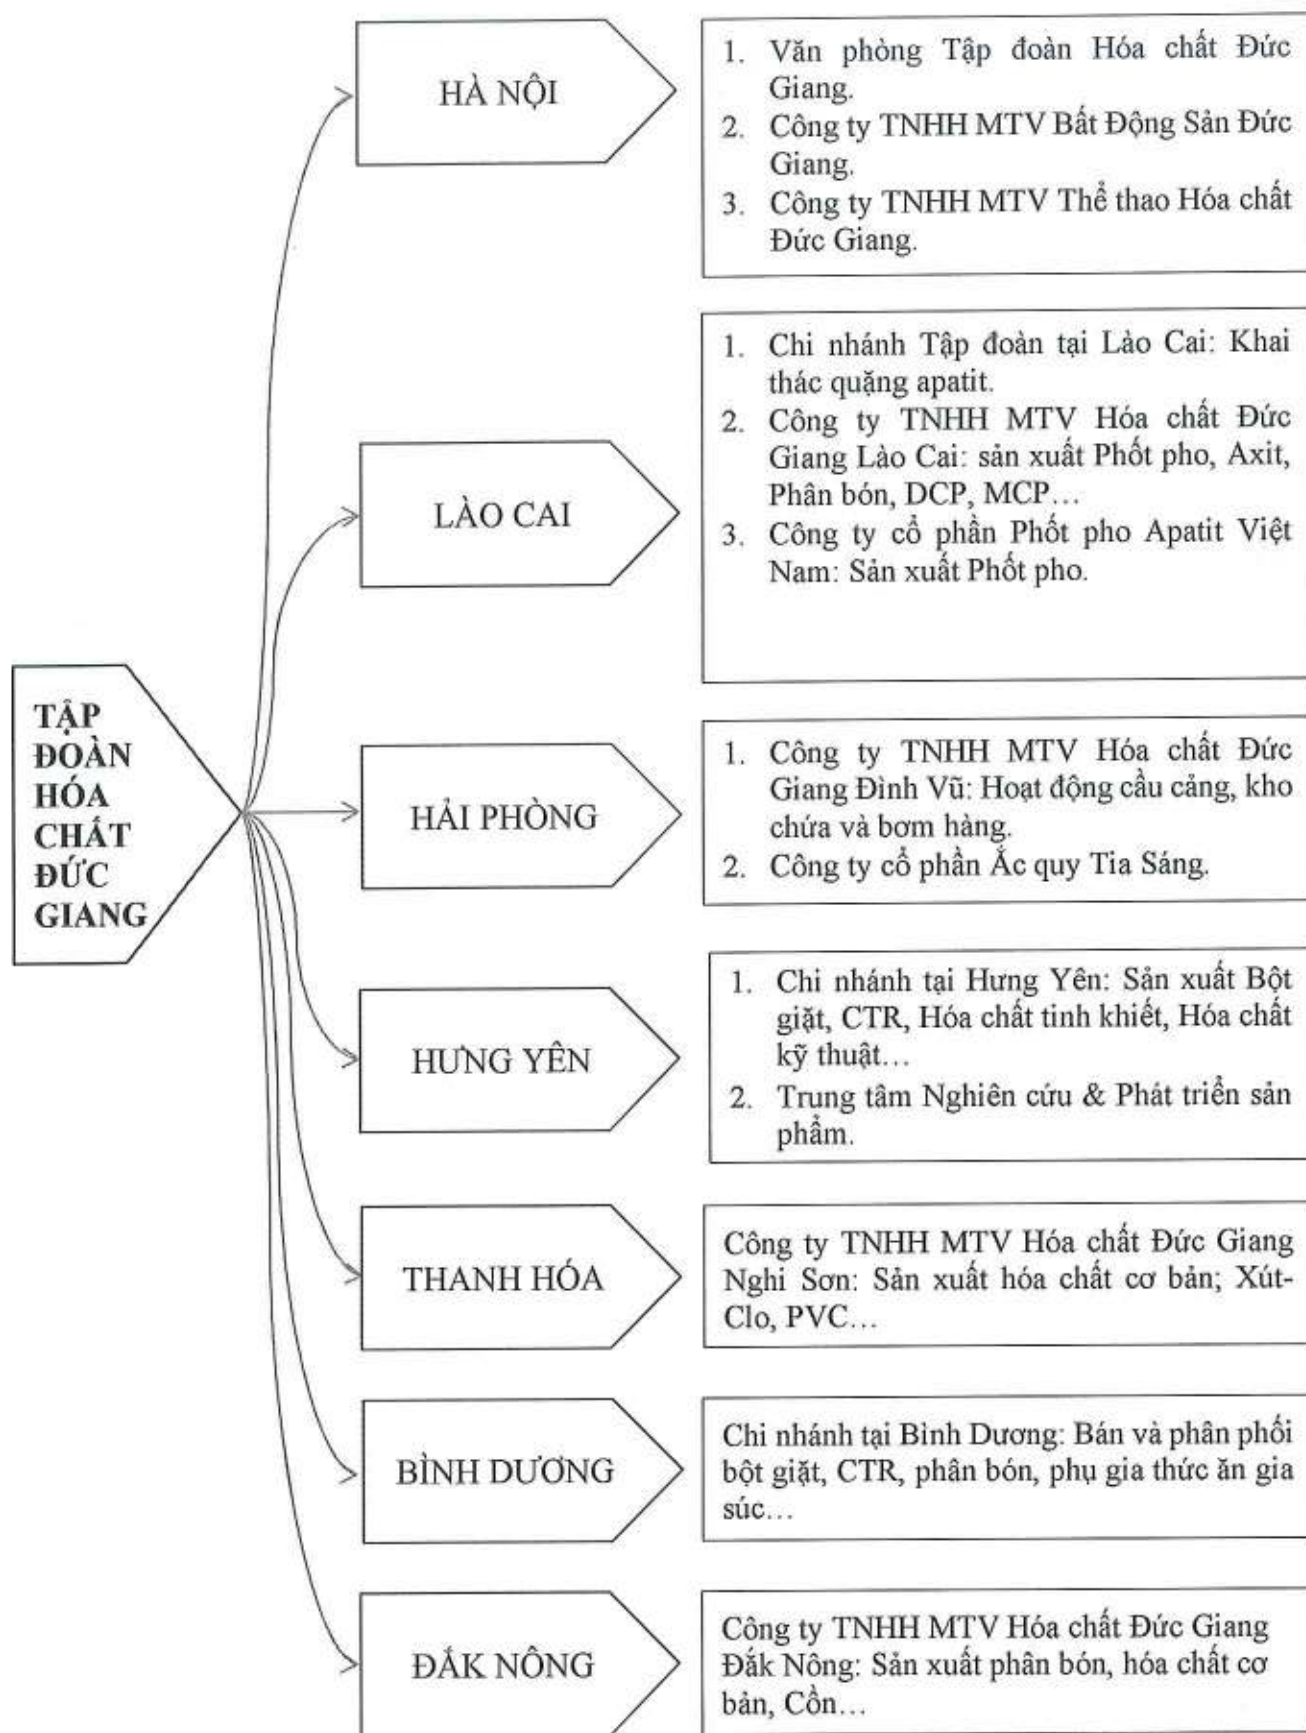 TẬP
ĐOÀN
HÓA
CHẤT
ĐỨC
GIANG
HÀ NỘI
1. Văn phòng Tập đoàn Hóa chất Đức
Giang.
2. Công ty TNHH MTV Bất Động Sản Đức
Giang.
3. Công ty TNHH MTV Thể thao Hóa chất
Đức Giang.
LÀO CAI
1. Chi nhánh Tập đoàn tại Lào Cai: Khai
thác quặng apatit.
2. Công ty TNHH MTV Hóa chất Đức
Giang Lào Cai: sản xuất Phốt pho, Axit,
Phân bón, DCP, MCP…
3. Công ty cổ phần Phốt pho Apatit Việt
Nam: Sản xuất Phốt pho.
HẢI PHÒNG
1. Công ty TNHH MTV Hóa chất Đức
Giang Đình Vũ: Hoạt động cầu cảng, kho
chứa và bơm hàng.
2. Công ty cổ phần Ắc quy Tia Sáng.
HƯNG YÊN
1. Chi nhánh tại Hưng Yên: Sản xuất Bột
giặt, CTR, Hóa chất tinh khiết, Hóa chất
kỹ thuật…
2. Trung tâm Nghiên cứu & Phát triển sản
phẩm.
THANH HÓA
Công ty TNHH MTV Hóa chất Đức Giang
Nghi Sơn: Sản xuất hóa chất cơ bản; Xút-
Clo, PVC…
BÌNH DƯƠNG
Chi nhánh tại Bình Dương: Bán và phân phối
bột giặt, CTR, phân bón, phụ gia thức ăn gia
súc…
ĐẮK NÔNG
Công ty TNHH MTV Hóa chất Đức Giang
Đắk Nông: Sản xuất phân bón, hóa chất cơ
bản, Cồn…